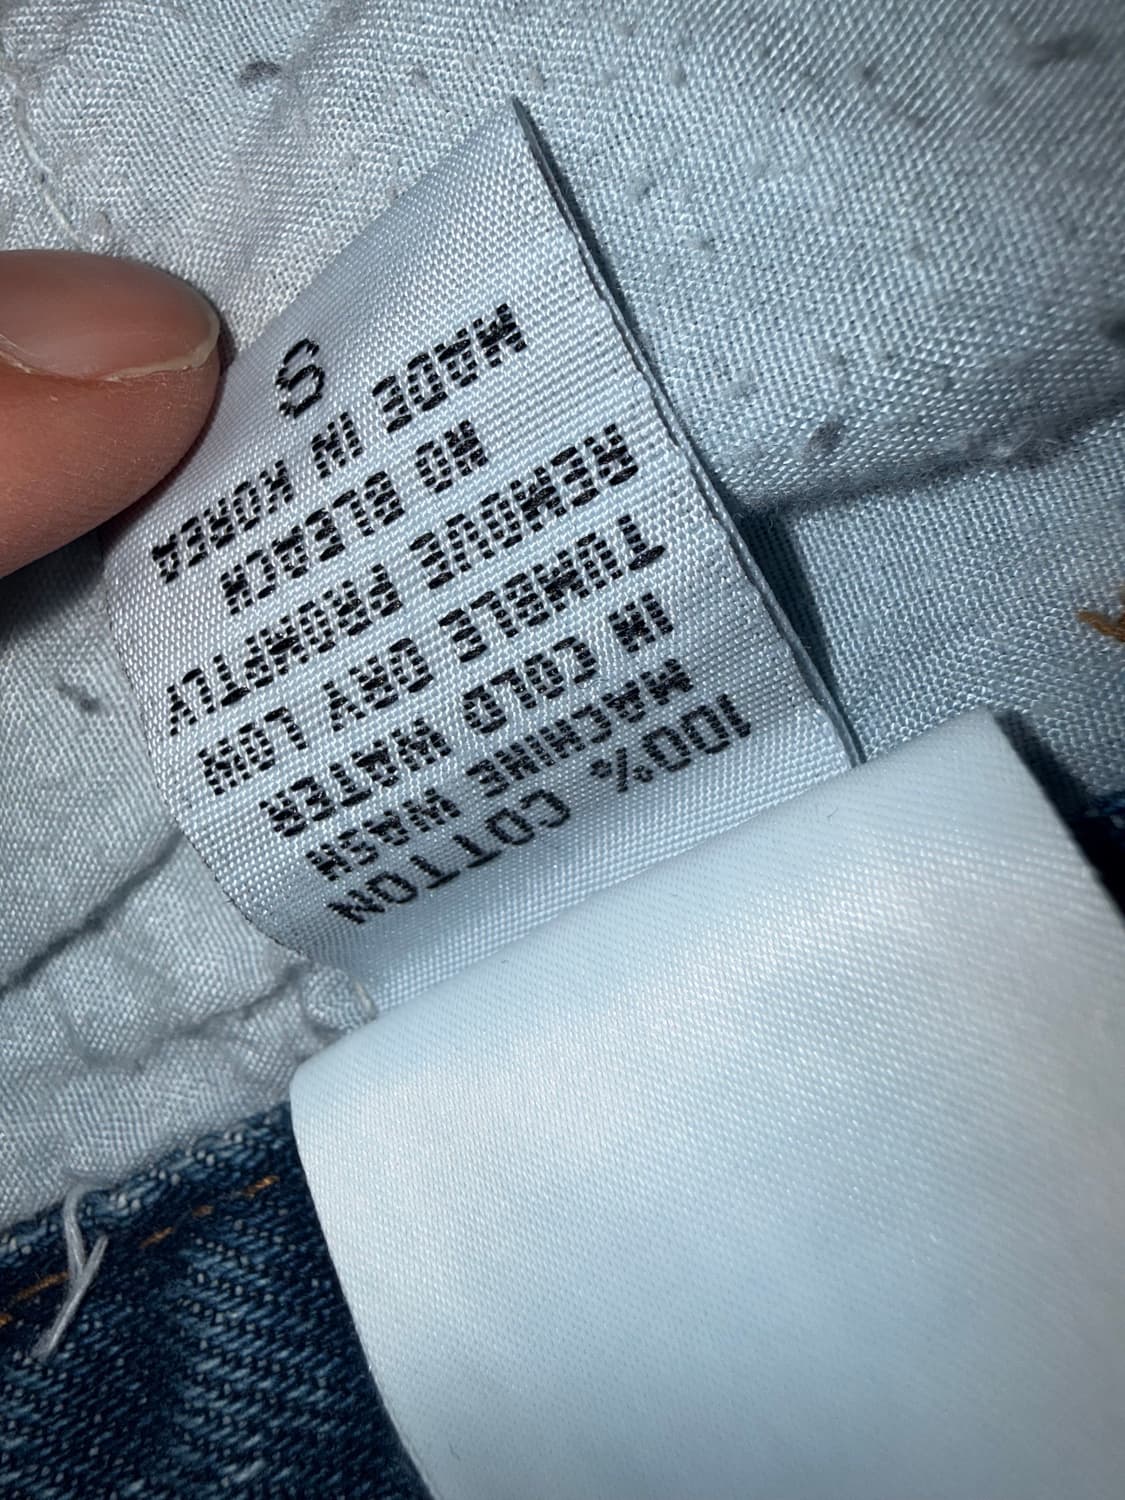 100% COTTON
MACHINE WASH
IN COLD WATER
TUMBLE DRY LOW
REMOVE PROMPTLY
NO BLEACH
MADE IN KOREA
S